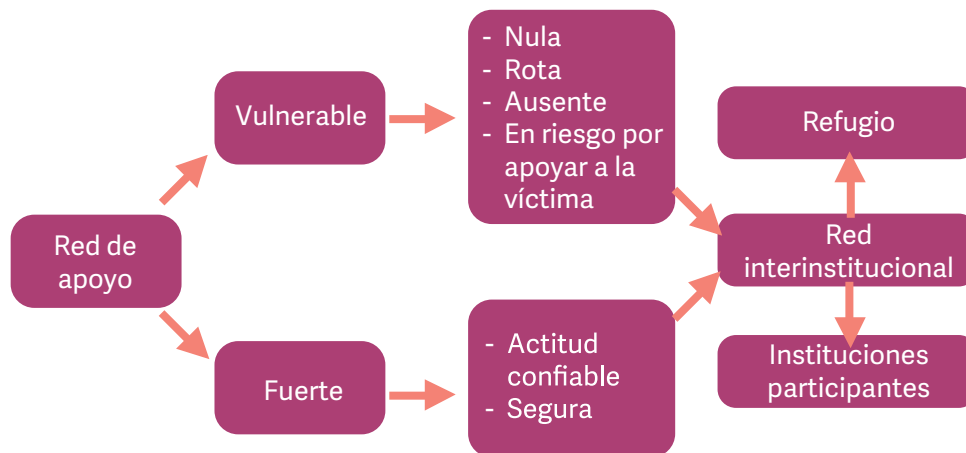 Red de
apoyo
Vulnerable
- Nula
- Rota
- Ausente
- En riesgo por
apoyar a la
víctima
Fuerte
- Actitud
confiable
- Segura
Refugio
Red
interinstitucional
Instituciones
participantes